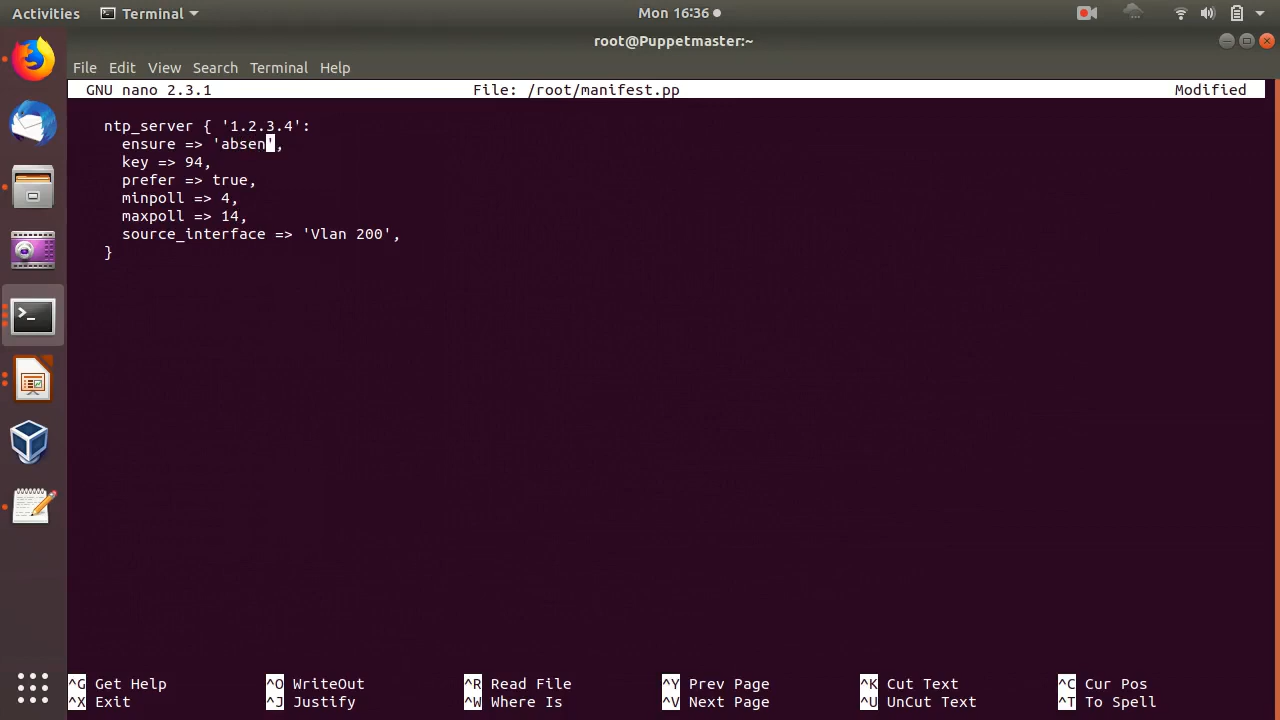 Activities Terminal Mon 16:36
root@Puppetmaster:~
File Edit View Search Terminal Help
GNU nano 2.3.1 File: /root/manifest.pp Modified
ntp_server { '1.2.3.4':
ensure => 'absen',
key => 94,
prefer => true,
minpoll => 4,
maxpoll => 14,
source_interface => 'Vlan 200',
}
^G Get Help ^O WriteOut ^R Read File ^Y Prev Page ^K Cut Text ^C Cur Pos
^X Exit ^J Justify ^W Where Is ^V Next Page ^U UnCut Text ^T To Spell